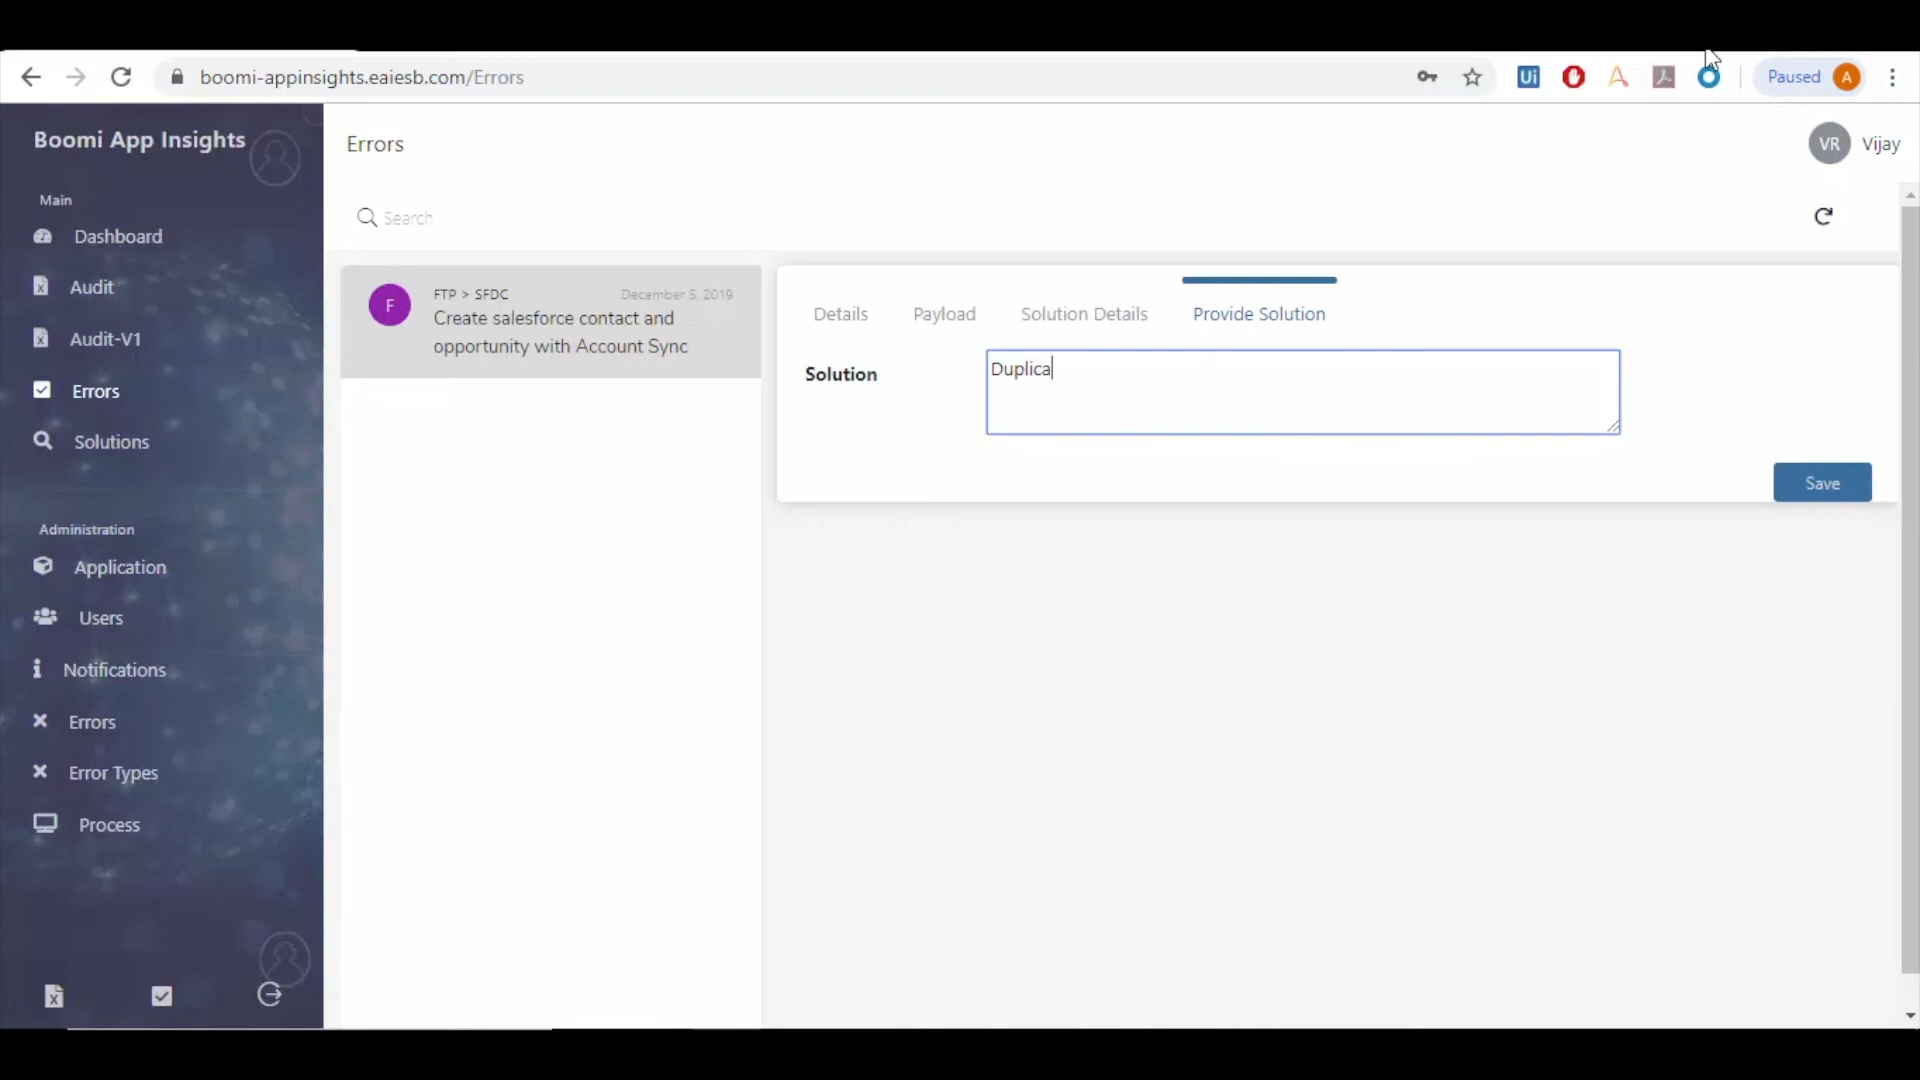 boomi-appinsights.eaiesb.com/Errors
Ui
Paused A
Boomi App Insights
Main
Dashboard
Audit
Audit-V1
Errors
Solutions
Administration
Application
Users
Notifications
Errors
Error Types
Process
Errors
VR Vijay
Search
F
FTP > SFDC December 5, 2019
Create salesforce contact and
opportunity with Account Sync
Details Payload Solution Details Provide Solution
Solution
Duplica
Save